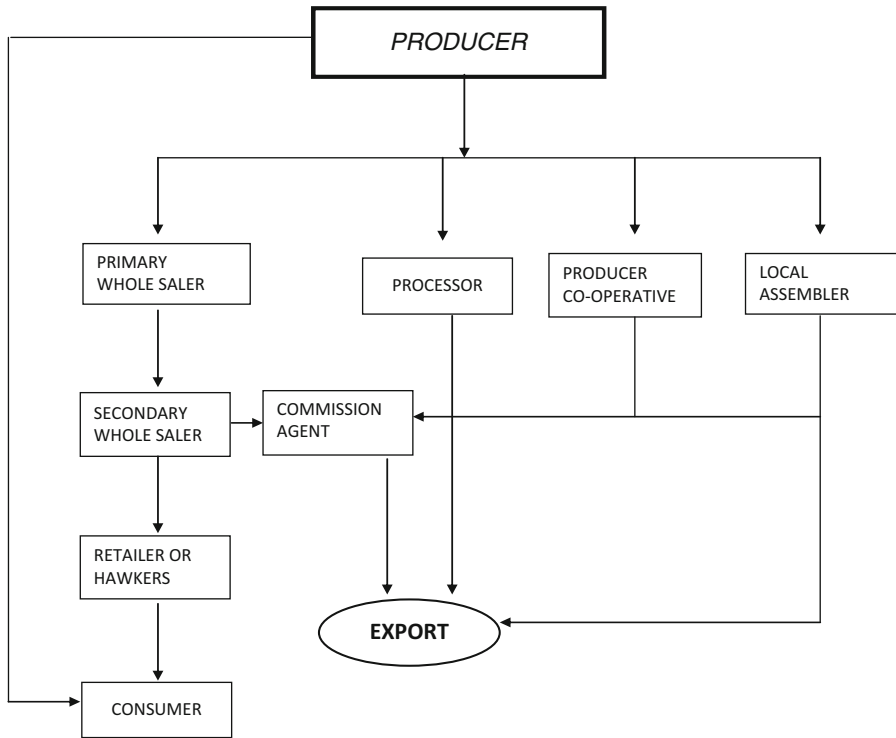 PRODUCER
PRIMARY
WHOLE SALER
PROCESSOR
PRODUCER
CO-OPERATIVE
LOCAL
ASSEMBLER
SECONDARY
WHOLE SALER
COMMISSION
AGENT
RETAILER OR
HAWKERS
EXPORT
CONSUMER